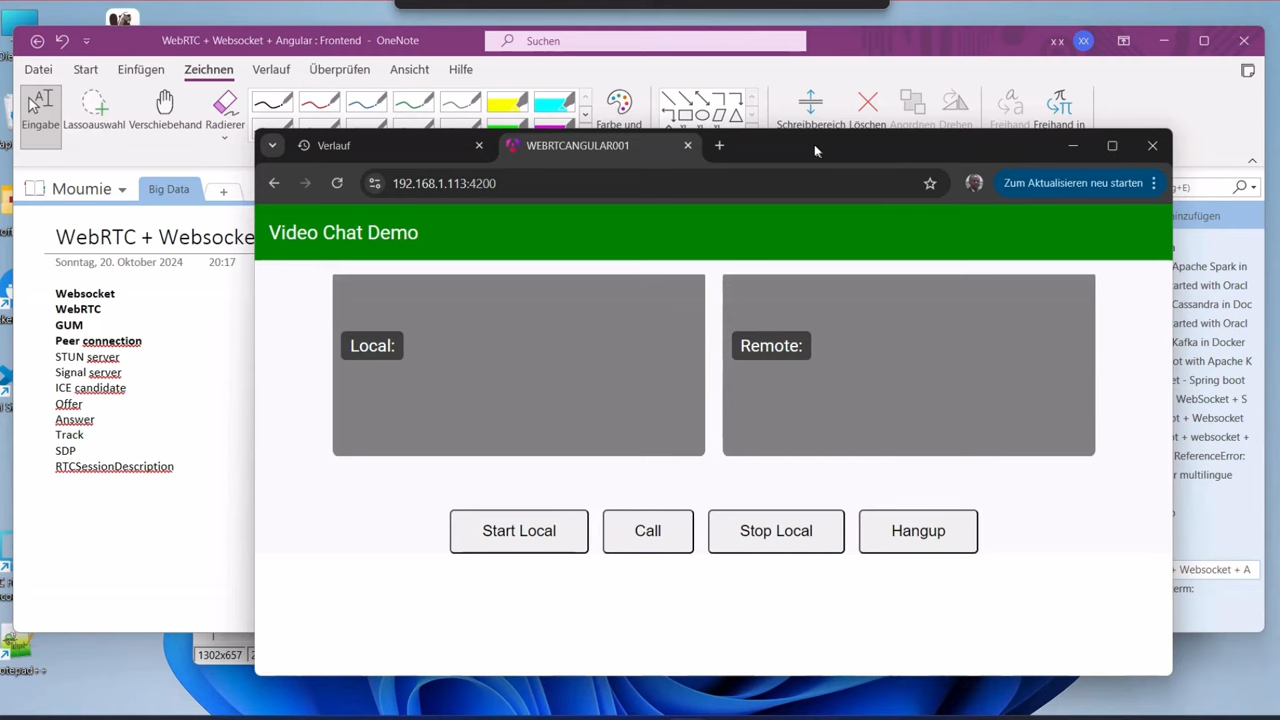 WebRTC + Websocket + Angular : Frontend - OneNote
Suchen
x x
XX
Datei Start Einfügen Zeichnen Verlauf Überprüfen Ansicht Hilfe
Eingabe Lassoauswahl Verschiebehand Radierer Farbe und Schreibbereich Löschen Anordnen Drehen Freihand Freihand in
Moumie
Big Data
WebRTC + Websocke
Sonntag, 20. Oktober 2024 20:17
Websocket
WebRTC
GUM
Peer connection
STUN server
Signal server
ICE candidate
Offer
Answer
Track
SDP
RTCSessionDescription
Verlauf
WEBRTCANGULAR001
192.168.1.113:4200
Zum Aktualisieren neu starten
Video Chat Demo
Local:
Remote:
Start Local
Call
Stop Local
Hangup
+E)
hinzufügen
Apache Spark in
started with Oracl
Cassandra in Doc
started with Oracl
Kafka in Docker
ot with Apache K
et - Spring boot
WebSocket + S
ot + Websocket
ot + websocket +
ReferenceError:
r multilingue
+ Websocket + A
erm:
1302x657
otepad++